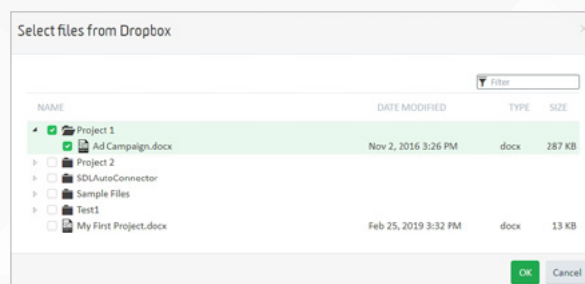 Select files from Dropbox
Filter
NAME DATE MODIFIED TYPE SIZE
Project 1
Ad Campaign.docx Nov 2, 2016 3:26 PM docx 287 KB
Project 2
SDLAutoConnector
Sample Files
Test1
My First Project.docx Feb 25, 2019 3:32 PM docx 13 KB
OK Cancel